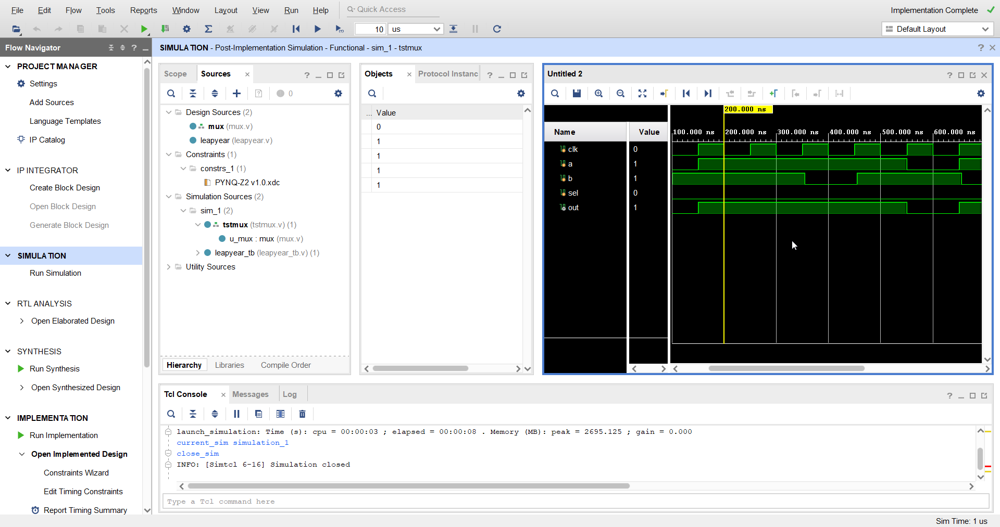 File Edit Flow Tools Reports Window Layout View Run Help Quick Access Implementation Complete
10 us Default Layout
Flow Navigator ? SIMULATION - Post-Implementation Simulation - Functional - sim_1 - tstmux ?
PROJECT MANAGER
Settings
Add Sources
Language Templates
IP Catalog
IP INTEGRATOR
Create Block Design
Open Block Design
Generate Block Design
SIMULATION
Run Simulation
RTL ANALYSIS
Open Elaborated Design
SYNTHESIS
Run Synthesis
Open Synthesized Design
IMPLEMENTATION
Run Implementation
Open Implemented Design
Constraints Wizard
Edit Timing Constraints
Report Timing Summary
Scope Sources ?
0
Design Sources (2)
mux (mux.v)
leapyear (leapyear.v)
Constraints (1)
constrs_1 (1)
PYNQ-Z2 v1.0.xdc
Simulation Sources (2)
sim_1 (2)
tstmux (tstmux.v) (1)
u_mux : mux (mux.v)
leapyear_tb (leapyear_tb.v) (1)
Utility Sources
Hierarchy Libraries Compile Order
Objects Protocol Instanc ?
... Value
0
1
1
1
1
Untitled 2 ?
200.000 ns
Name Value 100.000 ns 200.000 ns 300.000 ns 400.000 ns 500.000 ns 600.000 ns
clk 0
a 1
b 1
sel 0
out 1
Tcl Console Messages Log ?
launch_simulation: Time (s): cpu = 00:00:03 ; elapsed = 00:00:08 . Memory (MB): peak = 2695.125 ; gain = 0.000
current_sim simulation_1
close_sim
INFO: [Simtcl 6-16] Simulation closed
Type a Tcl command here
Sim Time: 1 us